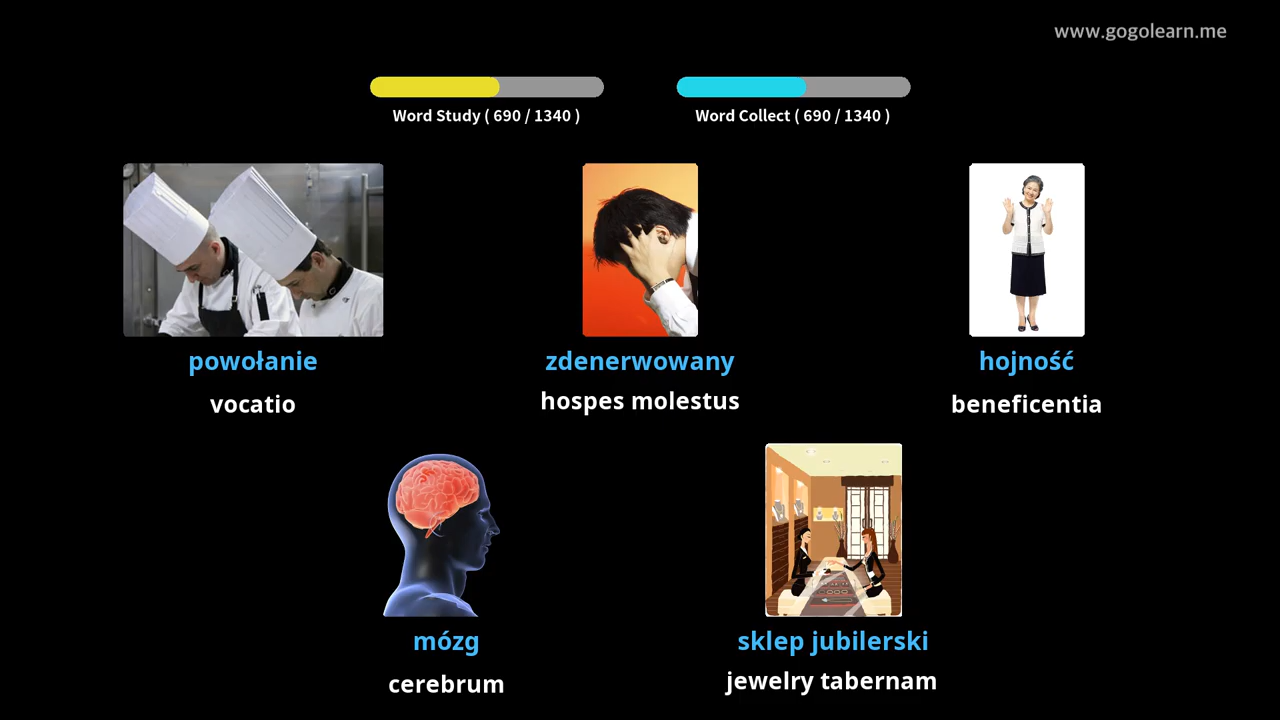 www.gogolearn.me
Word Study ( 690 / 1340 )
Word Collect ( 690 / 1340 )
powołanie
vocatio
zdenerwowany
hospes molestus
hojność
beneficentia
mózg
cerebrum
sklep jubilerski
jewelry tabernam